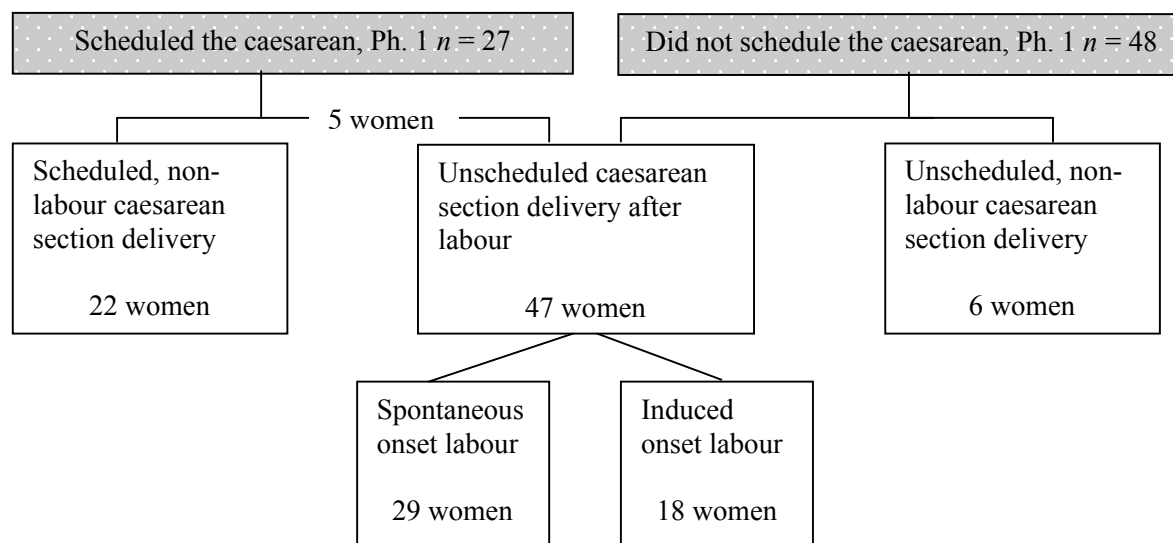 Scheduled the caesarean, Ph. 1 n = 27
Did not schedule the caesarean, Ph. 1 n = 48
5 women
Scheduled, non-
labour caesarean
section delivery
22 women
Unscheduled caesarean
section delivery after
labour
47 women
Unscheduled, non-
labour caesarean
section delivery
6 women
Spontaneous
onset labour
29 women
Induced
onset labour
18 women